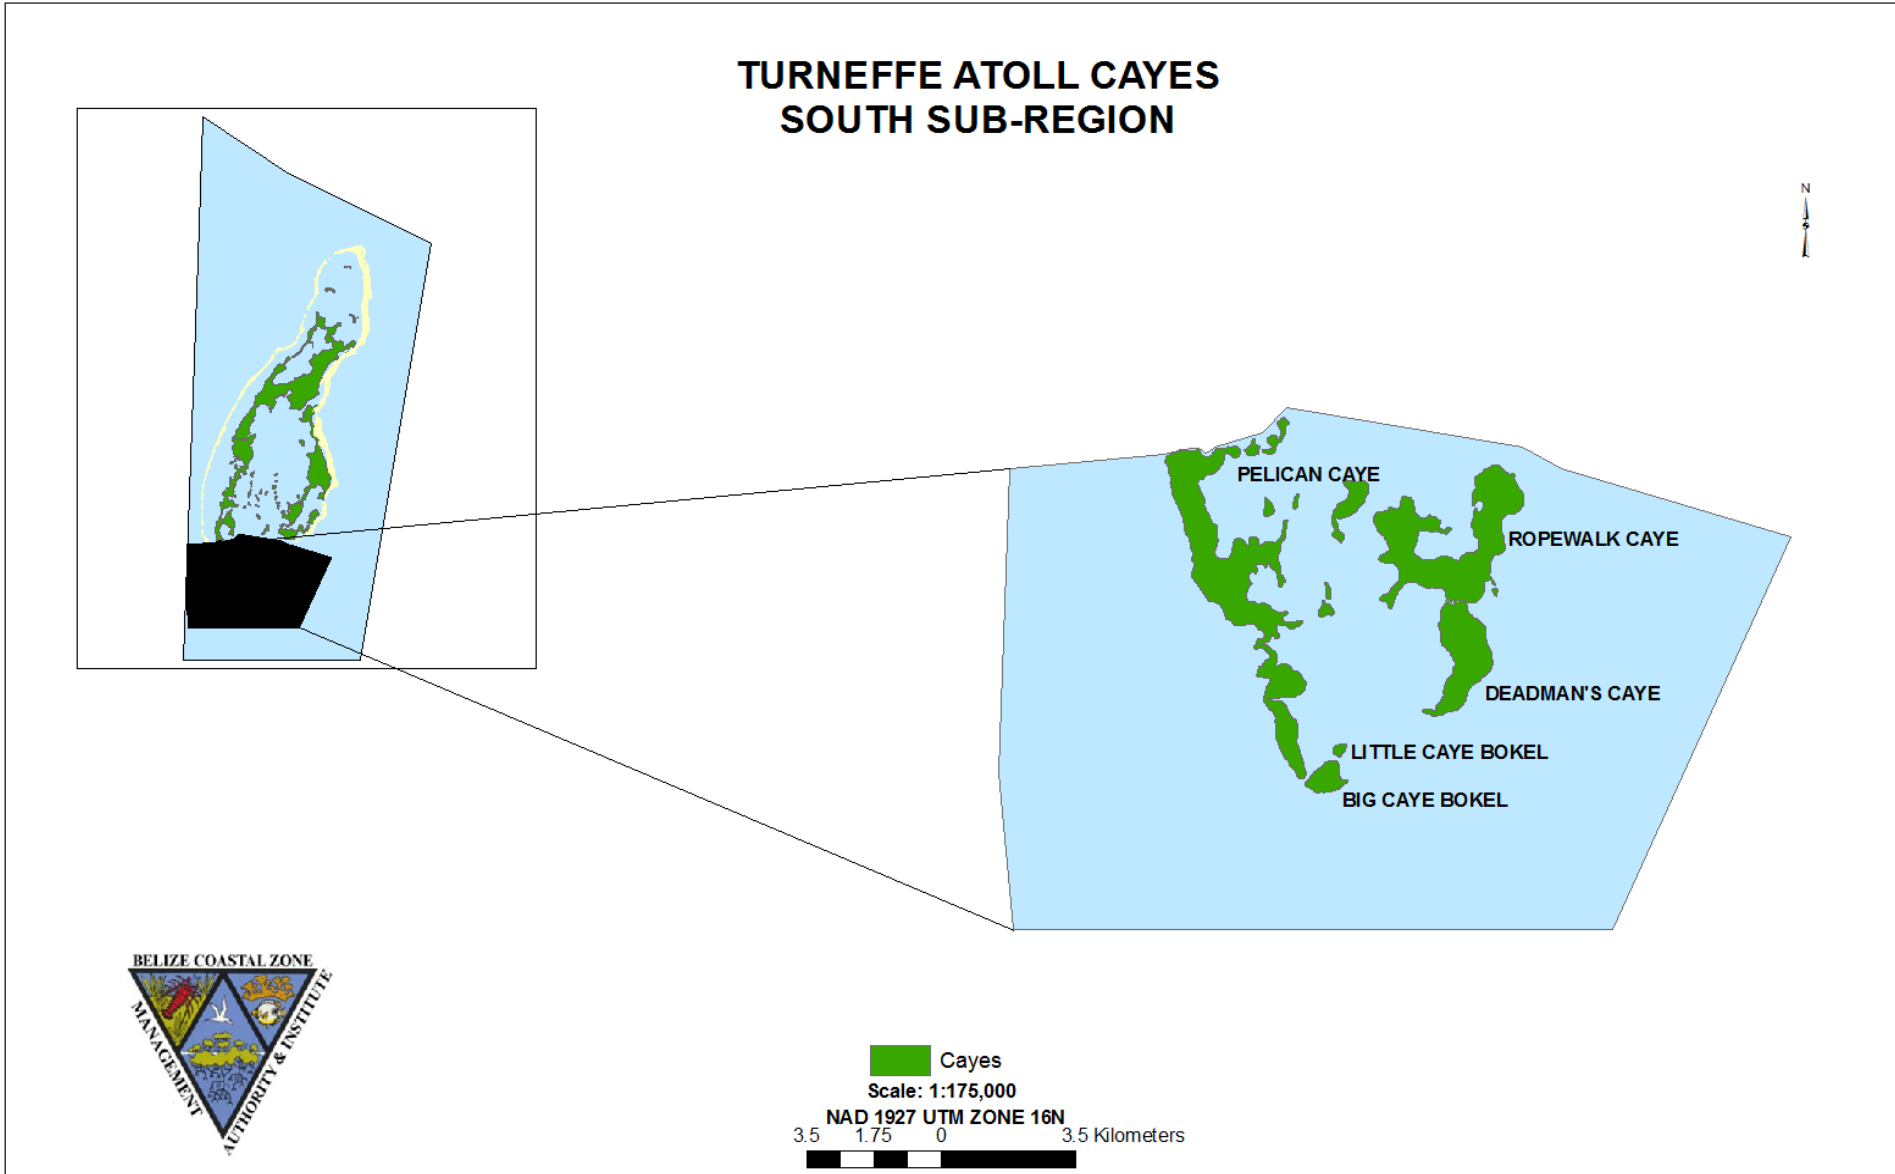 TURNEFFE ATOLL CAYES
SOUTH SUB-REGION
N
PELICAN CAYE
ROPEWALK CAYE
DEADMAN'S CAYE
LITTLE CAYE BOKEL
BIG CAYE BOKEL
BELIZE COASTAL ZONE
MANAGEMENT
AUTHORITY & INSTITUTE
Cayes
Scale: 1:175,000
NAD 1927 UTM ZONE 16N
3.5 1.75 0 3.5 Kilometers